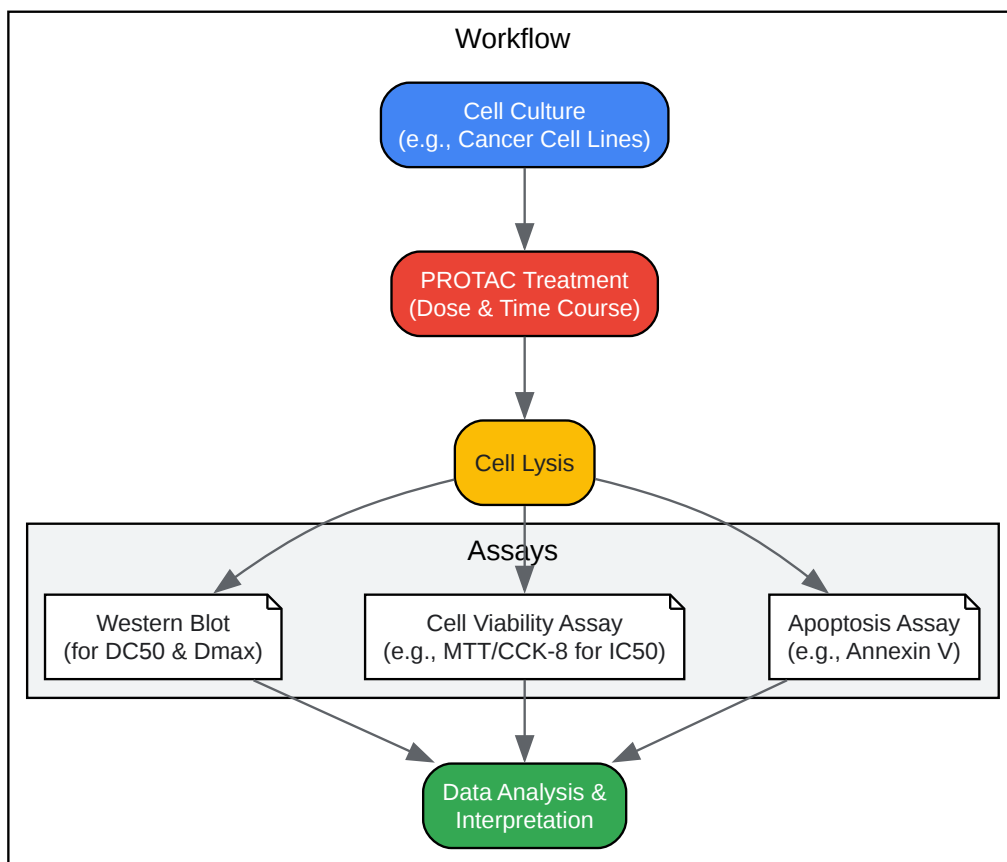 Workflow
Cell Culture
(e.g., Cancer Cell Lines)
PROTAC Treatment
(Dose & Time Course)
Cell Lysis
Assays
Western Blot
(for DC50 & Dmax)
Cell Viability Assay
(e.g., MTT/CCK-8 for IC50)
Apoptosis Assay
(e.g., Annexin V)
Data Analysis &
Interpretation